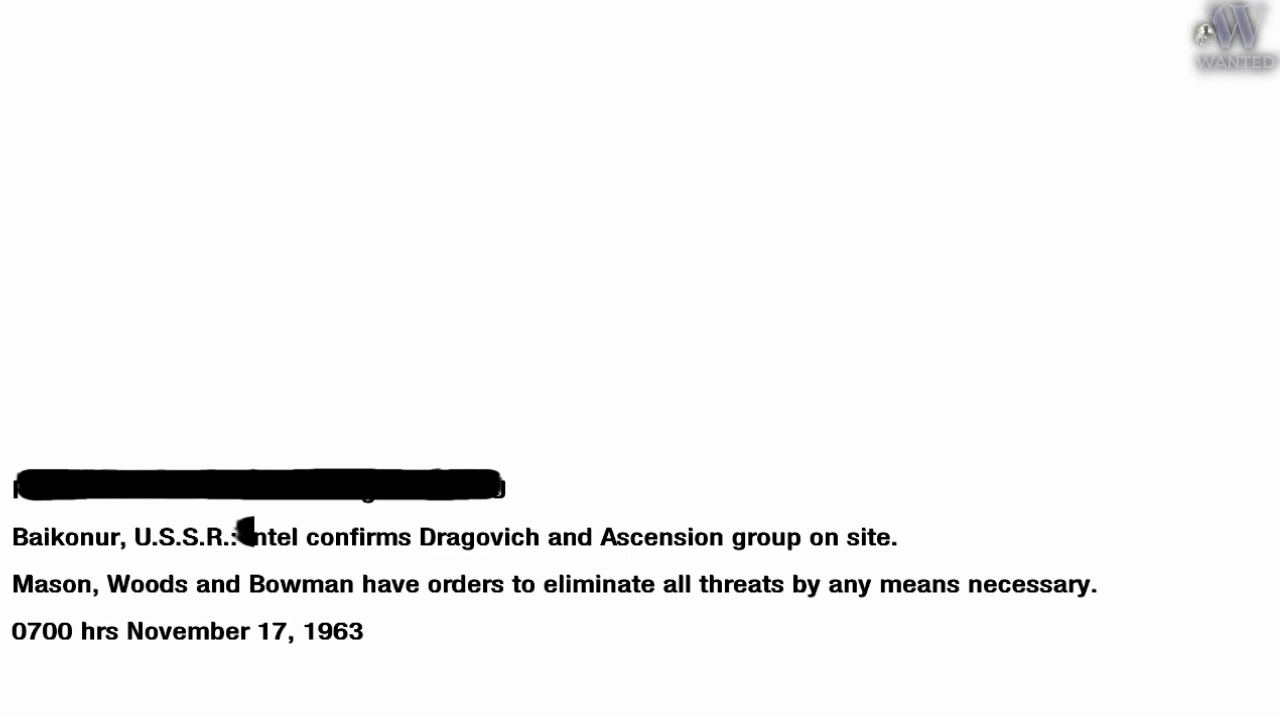 W
WANTED
Baikonur, U.S.S.R.: Intel confirms Dragovich and Ascension group on site.
Mason, Woods and Bowman have orders to eliminate all threats by any means necessary.
0700 hrs November 17, 1963